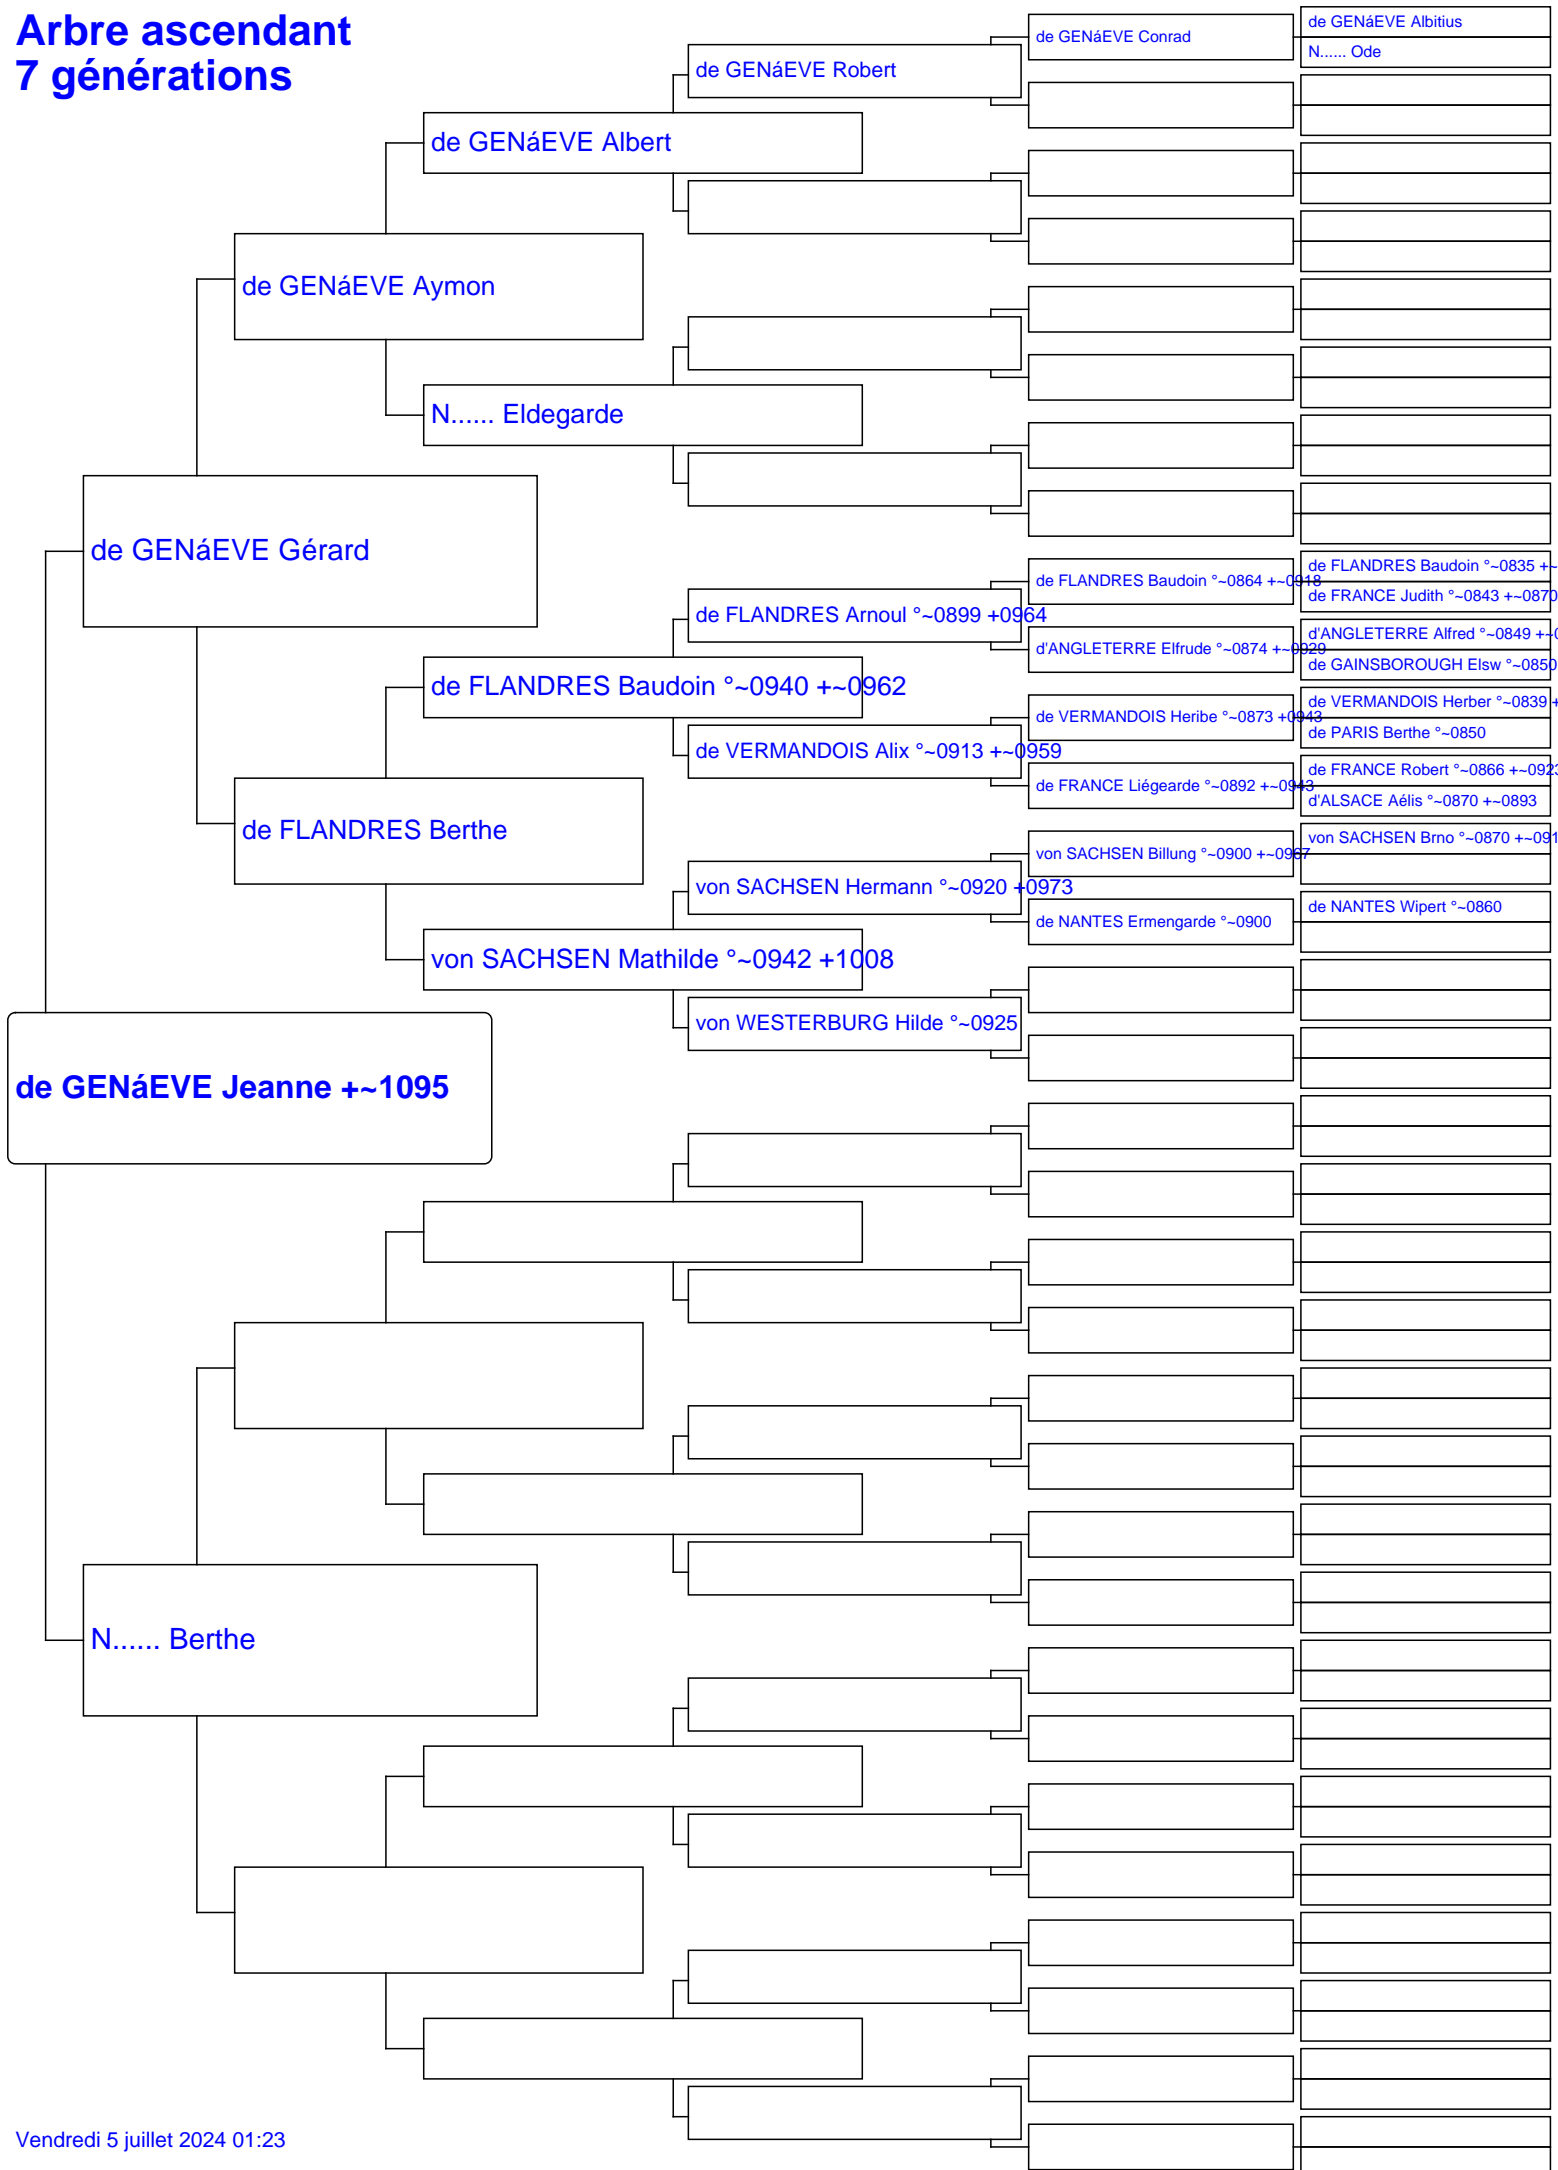 Arbre ascendant
7 générations
de GENáEVE Jeanne +~1095
de GENáEVE Gérard
N...... Berthe
de GENáEVE Aymon
de FLANDRES Berthe
de GENáEVE Albert
N...... Eldegarde
de FLANDRES Baudoin °~0940 +~0962
von SACHSEN Mathilde °~0942 +1008
de GENáEVE Robert
de FLANDRES Arnoul °~0899 +0964
de VERMANDOIS Alix °~0913 +~0959
von SACHSEN Hermann °~0920 +0973
von WESTERBURG Hilde °~0925
de GENáEVE Conrad
de FLANDRES Baudoin °~0864 +~0918
d'ANGLETERRE Elfrude °~0874 +~0929
de VERMANDOIS Heribe °~0873 +0943
de FRANCE Liégearde °~0892 +~0943
von SACHSEN Billung °~0900 +~0967
de NANTES Ermengarde °~0900
de GENáEVE Albitius
N...... Ode
de FLANDRES Baudoin °~0835 +~
de FRANCE Judith °~0843 +~0870
d'ANGLETERRE Alfred °~0849 +~
de GAINSBOROUGH Elsw °~0850
de VERMANDOIS Herber °~0839 +
de PARIS Berthe °~0850
de FRANCE Robert °~0866 +~0923
d'ALSACE Aélis °~0870 +~0893
von SACHSEN Brno °~0870 +~091
de NANTES Wipert °~0860
Vendredi 5 juillet 2024 01:23